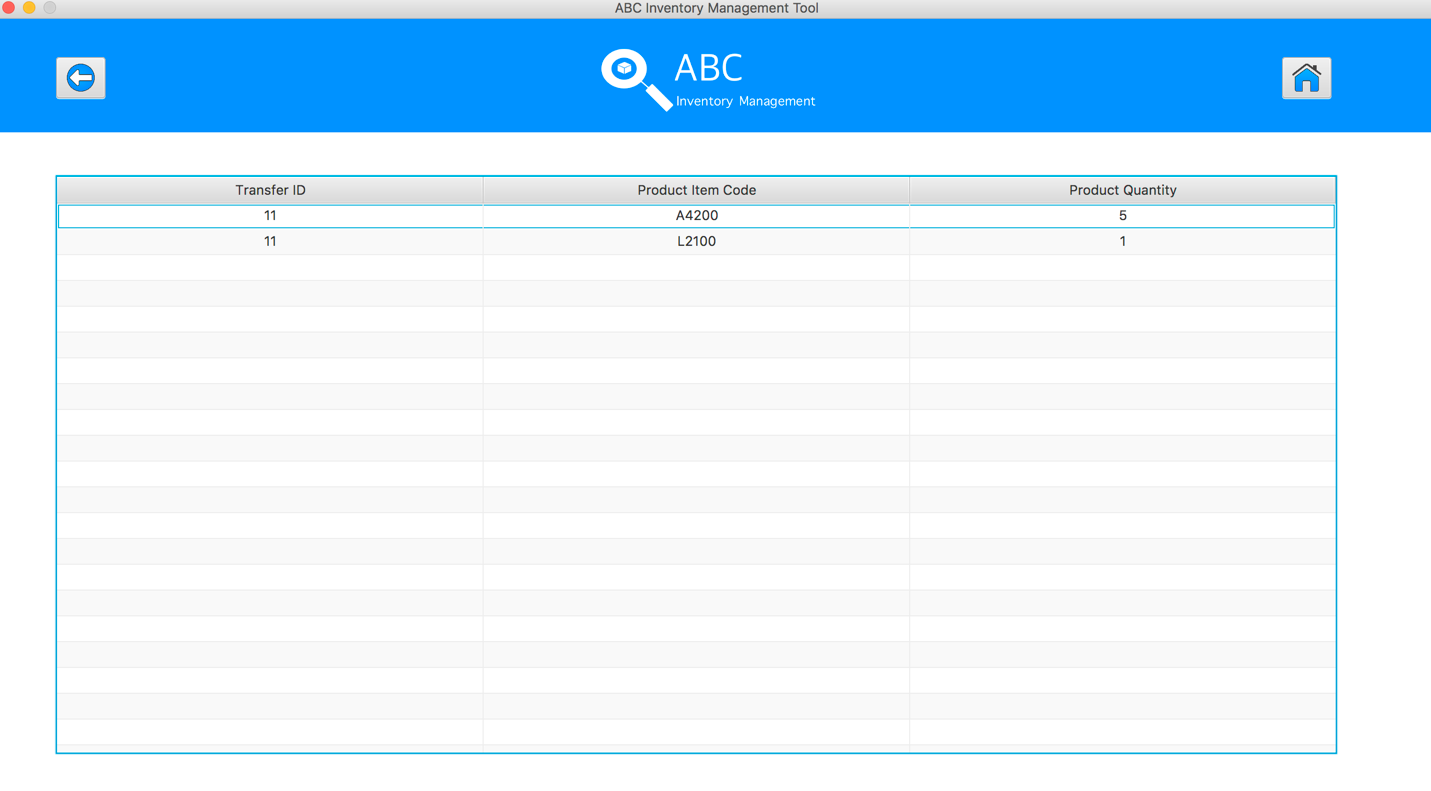 ABC Inventory Management Tool
ABC
Inventory Management
Transfer ID Product Item Code Product Quantity
11 A4200 5
11 L2100 1